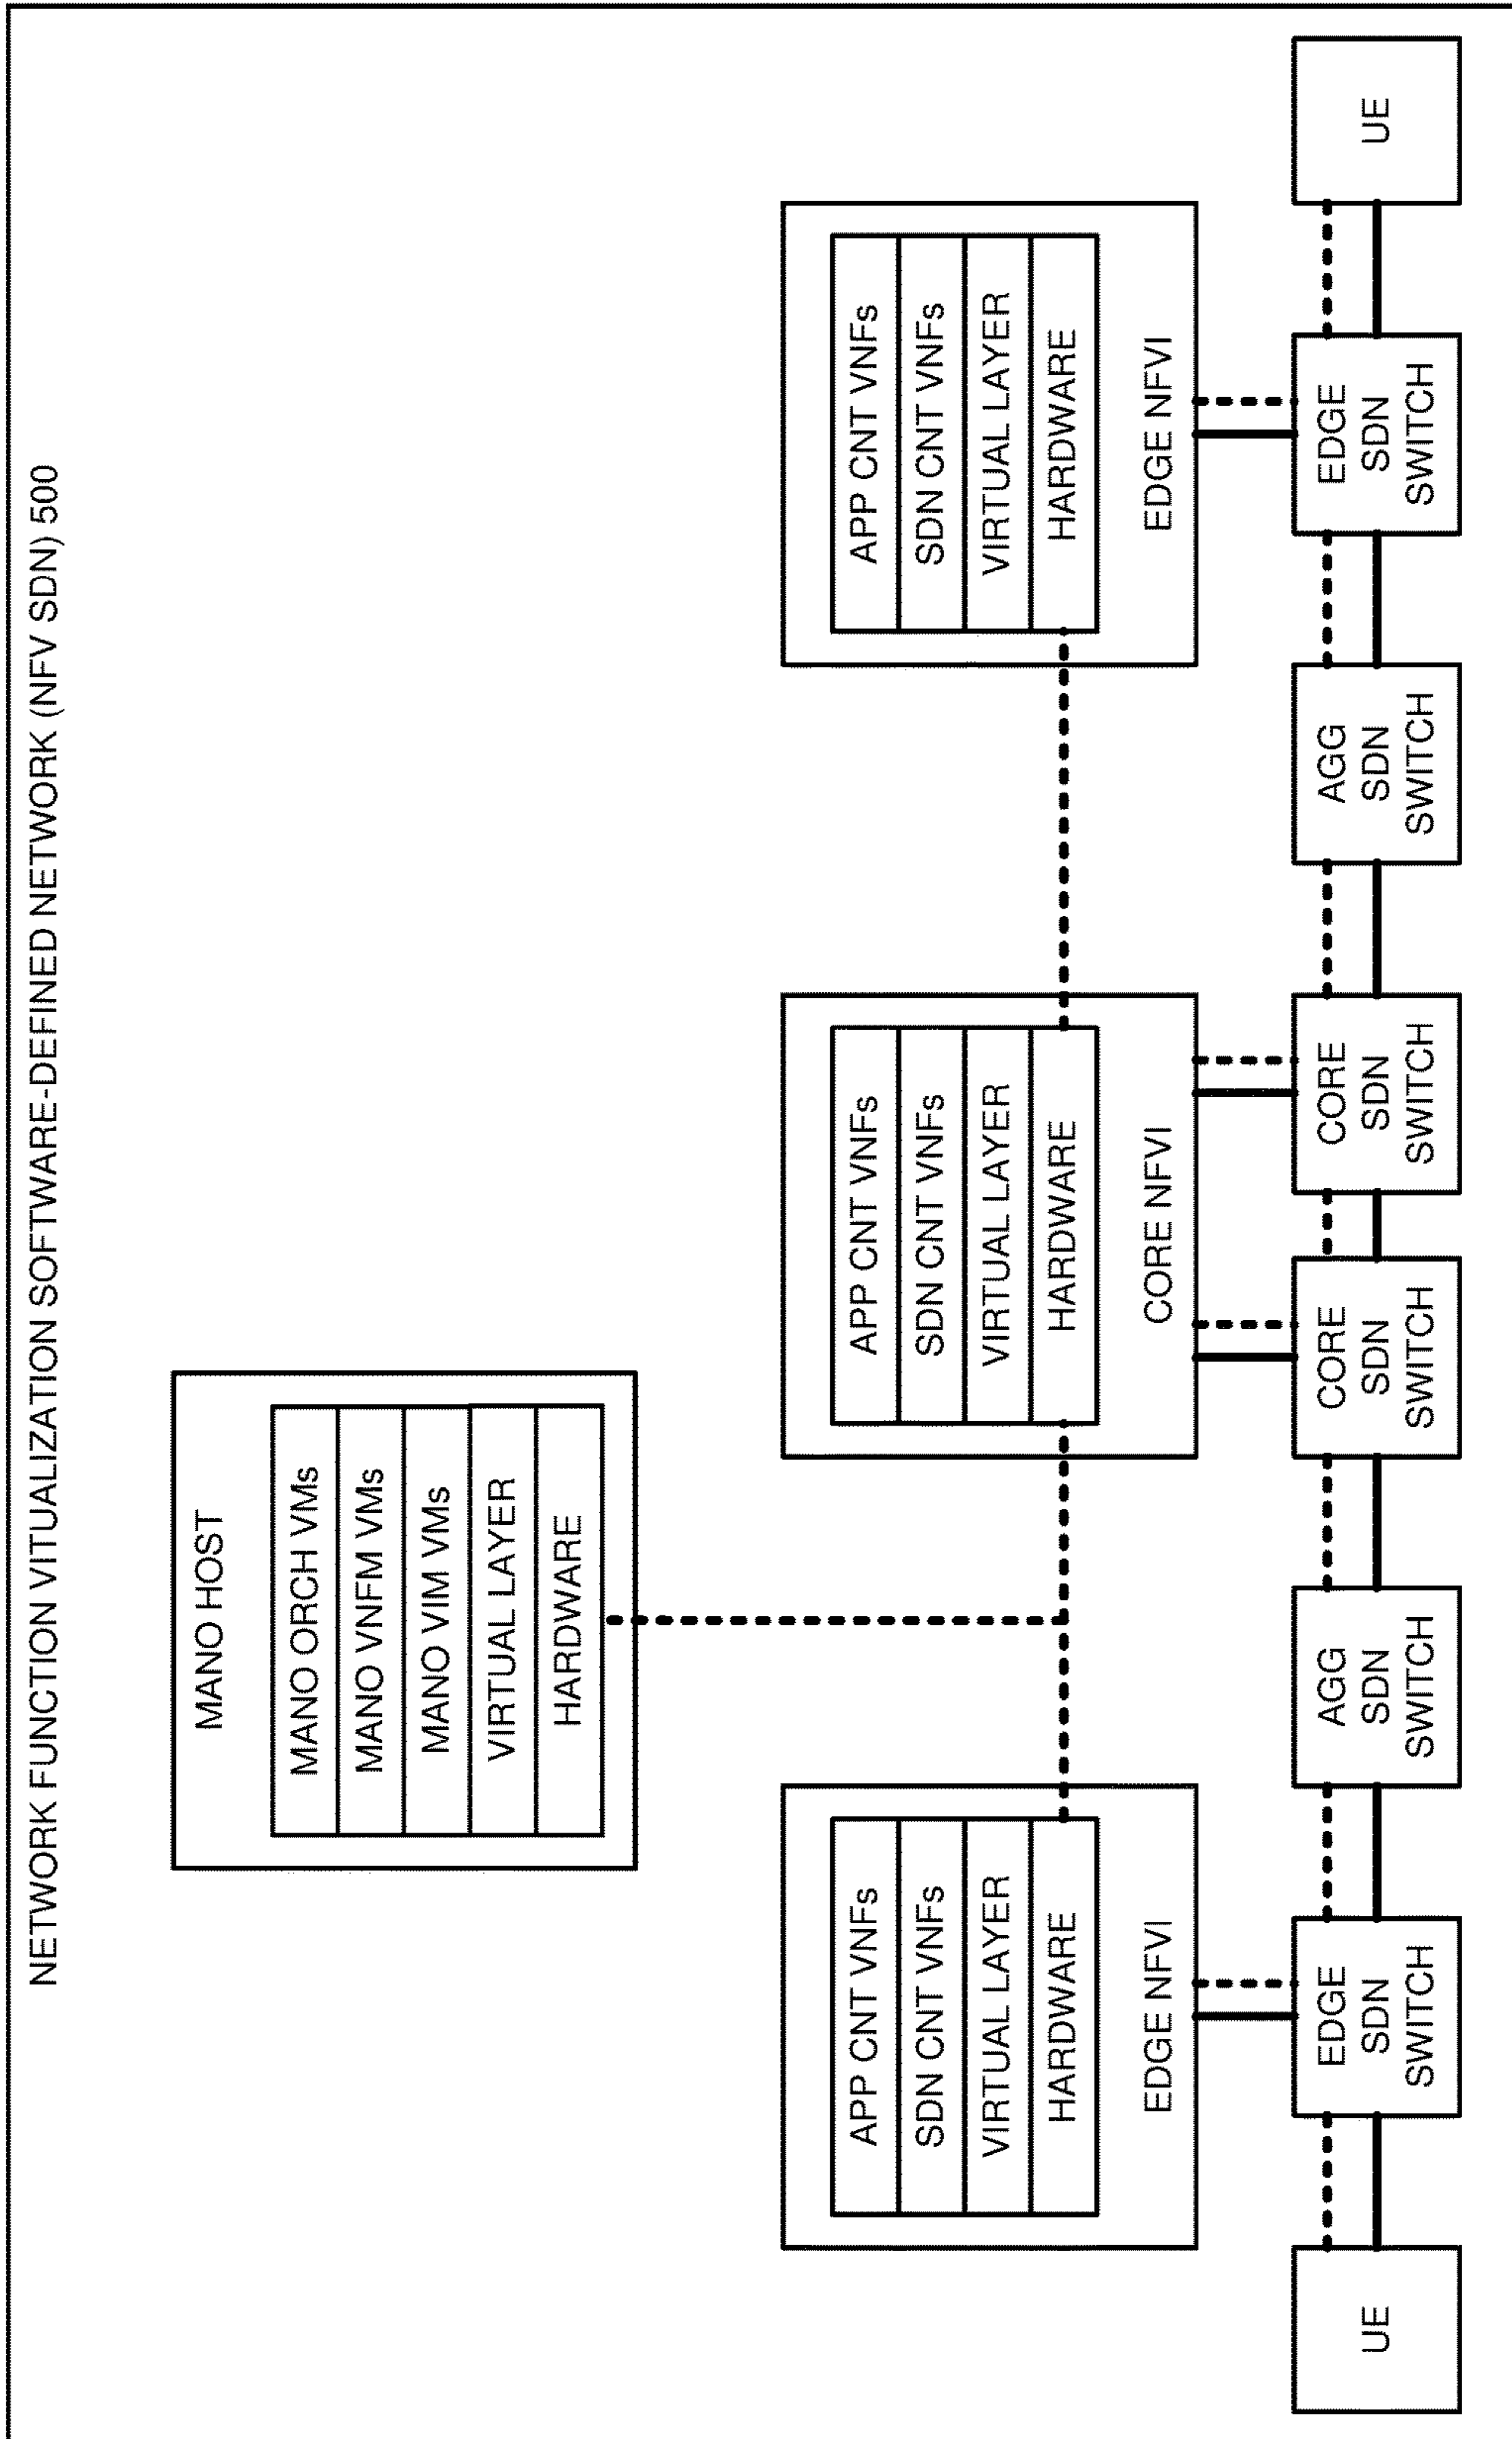 NETWORK FUNCTION VITUALIZATION SOFTWARE-DEFINED NETWORK (NFV SDN) 500
MANO HOST
MANO ORCH VMs
MANO VNFM VMs
MANO VIM VMs
VIRTUAL LAYER
HARDWARE
APP CNT VNFs
SDN CNT VNFs
VIRTUAL LAYER
HARDWARE
EDGE NFVI
APP CNT VNFs
SDN CNT VNFs
VIRTUAL LAYER
HARDWARE
CORE NFVI
APP CNT VNFs
SDN CNT VNFs
VIRTUAL LAYER
HARDWARE
EDGE NFVI
UE
EDGE
SDN
SWITCH
AGG
SDN
SWITCH
CORE
SDN
SWITCH
CORE
SDN
SWITCH
AGG
SDN
SWITCH
EDGE
SDN
SWITCH
UE